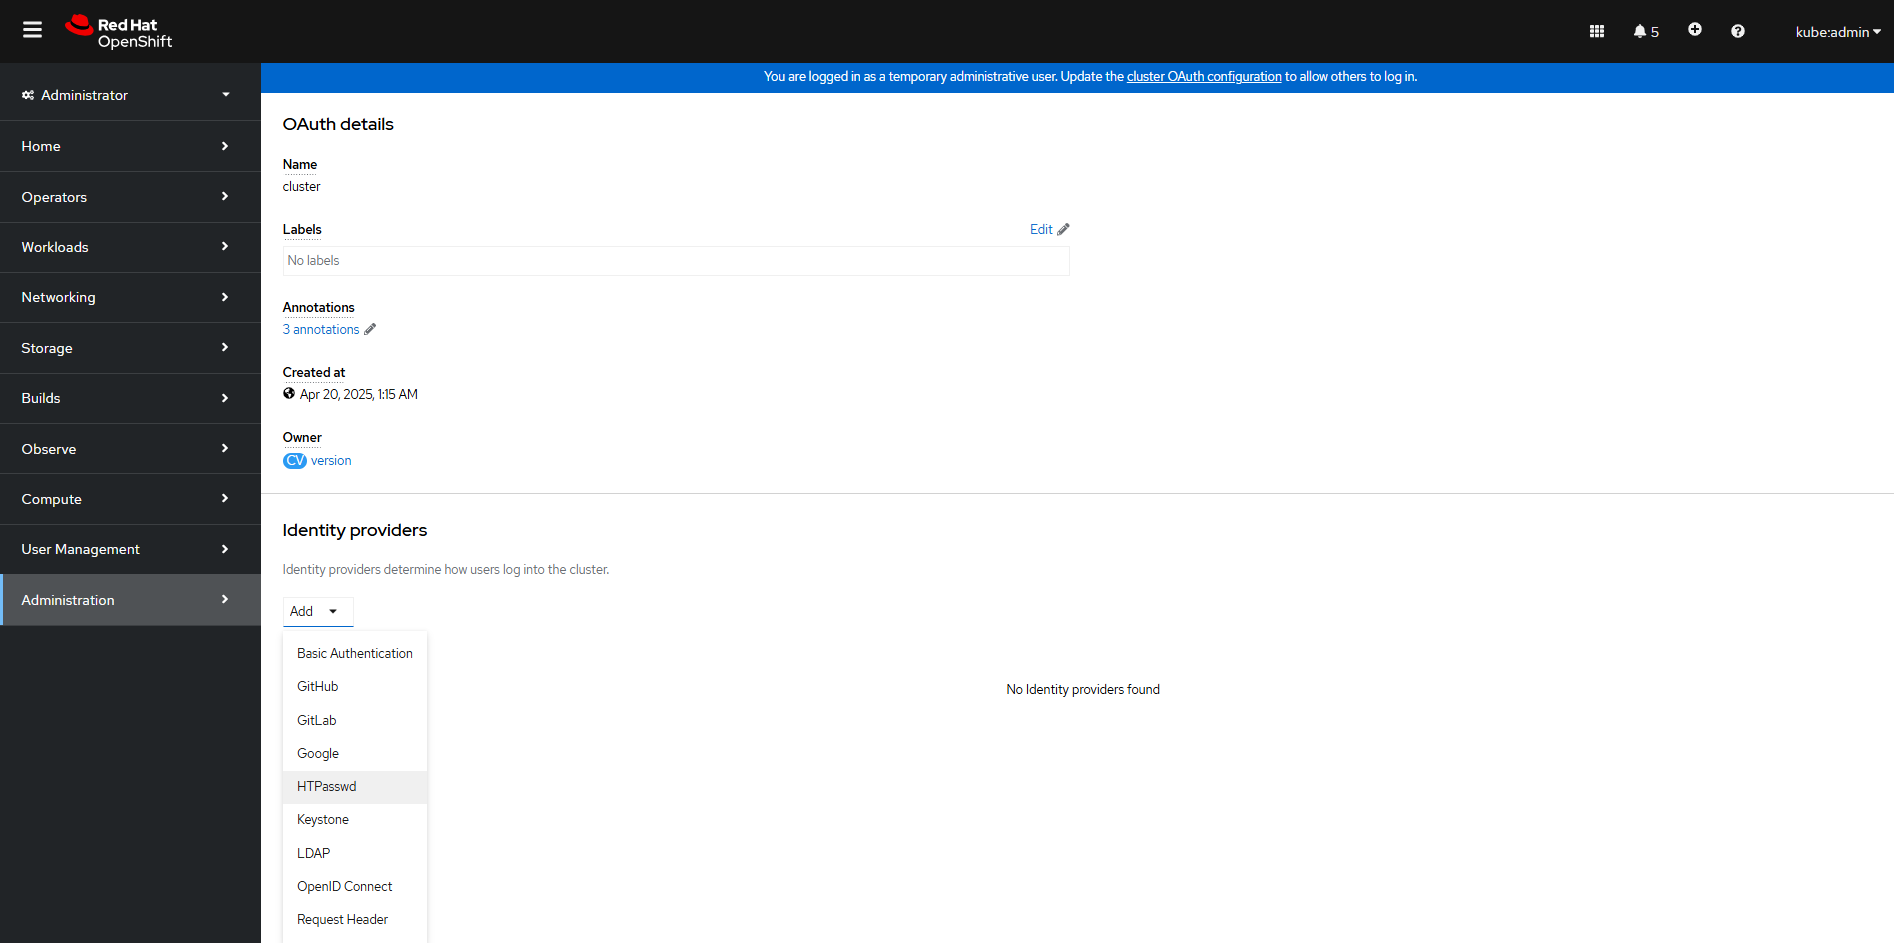 Red Hat
OpenShift
5
kube:admin
You are logged in as a temporary administrative user. Update the cluster OAuth configuration to allow others to log in.
Administrator
Home
Operators
Workloads
Networking
Storage
Builds
Observe
Compute
User Management
Administration
OAuth details
Name
cluster
Labels
Edit
No labels
Annotations
3 annotations
Created at
Apr 20, 2025, 1:15 AM
Owner
CV version
Identity providers
Identity providers determine how users log into the cluster.
Add
Basic Authentication
GitHub
GitLab
Google
HTPasswd
Keystone
LDAP
OpenID Connect
Request Header
No Identity providers found